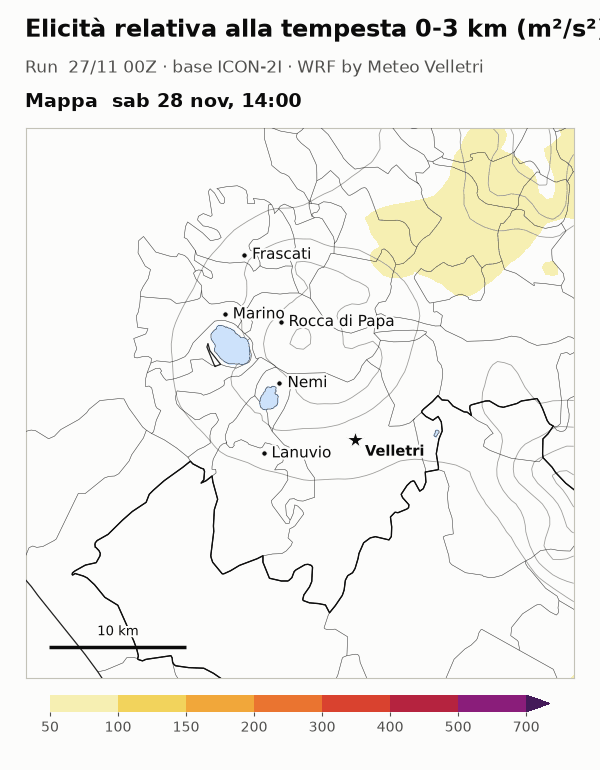 Elicità relativa alla tempesta 0-3 km (m²/s²)
Run  27/11 00Z · base ICON-2I · WRF by Meteo Velletri
Mappa  sab 28 nov, 14:00
Frascati
Marino
Rocca di Papa
Nemi
Velletri
Lanuvio
10 km
50 100 150 200 300 400 500 700